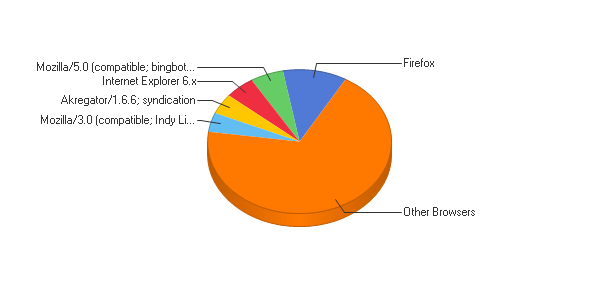 Mozilla/5.0 (compatible; bingbot...
Firefox
Internet Explorer 6.x
Akregator/1.6.6; syndication
Mozilla/3.0 (compatible; Indy Li...
Other Browsers